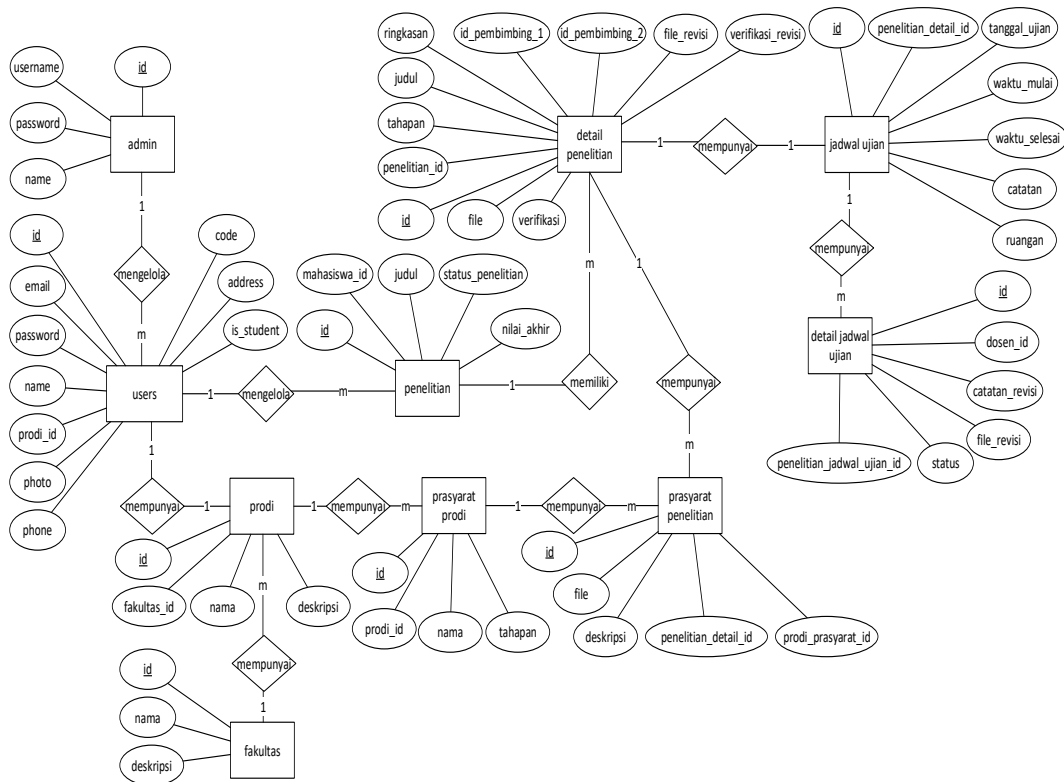 ringkasan
id_pembimbing_1
id_pembimbing_2
file_revisi
verifikasi_revisi
id
penelitian_detail_id
tanggal_ujian
username
id
judul
waktu_mulai
password
admin
tahapan
detail
penelitian
1
mempunyai
1
jadwal ujian
waktu_selesai
name
penelitian_id
catatan
1
id
file
verifikasi
1
ruangan
id
code
mempunyai
mengelola
m
1
email
address
mahasiswa_id
judul
status_penelitian
m
id
password
m
is_student
id
nilai_akhir
detail jadwal
ujian
dosen_id
name
users
1
mengelola
m
penelitian
1
memiliki
mempunyai
catatan_revisi
prodi_id
file_revisi
photo
1
m
penelitian_jadwal_ujian_id
status
phone
mempunyai
1
prodi
1
mempunyai
m
prasyarat
prodi
1
mempunyai
m
prasyarat
penelitian
id
id
id
m
file
fakultas_id
nama
deskripsi
prodi_id
nama
tahapan
deskripsi
penelitian_detail_id
prodi_prasyarat_id
mempunyai
id
1
nama
fakultas
deskripsi